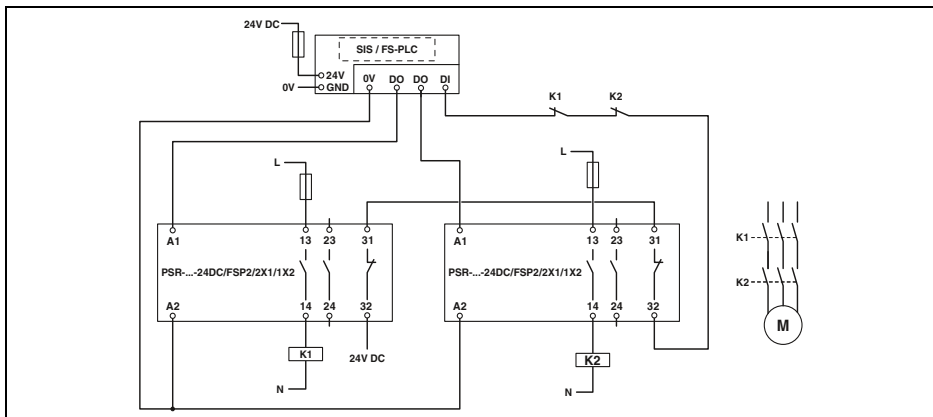 24V DC
SIS / FS-PLC
24V
0V
GND
0V DO DO DI
K1 K2
L
L
A1 13 23 31
A1 13 23 31
K1
PSR-...-24DC/FSP2/2X1/1X2
PSR-...-24DC/FSP2/2X1/1X2
K2
A2 14 24 32
A2 14 24 32
M
K1
24V DC
K2
N
N